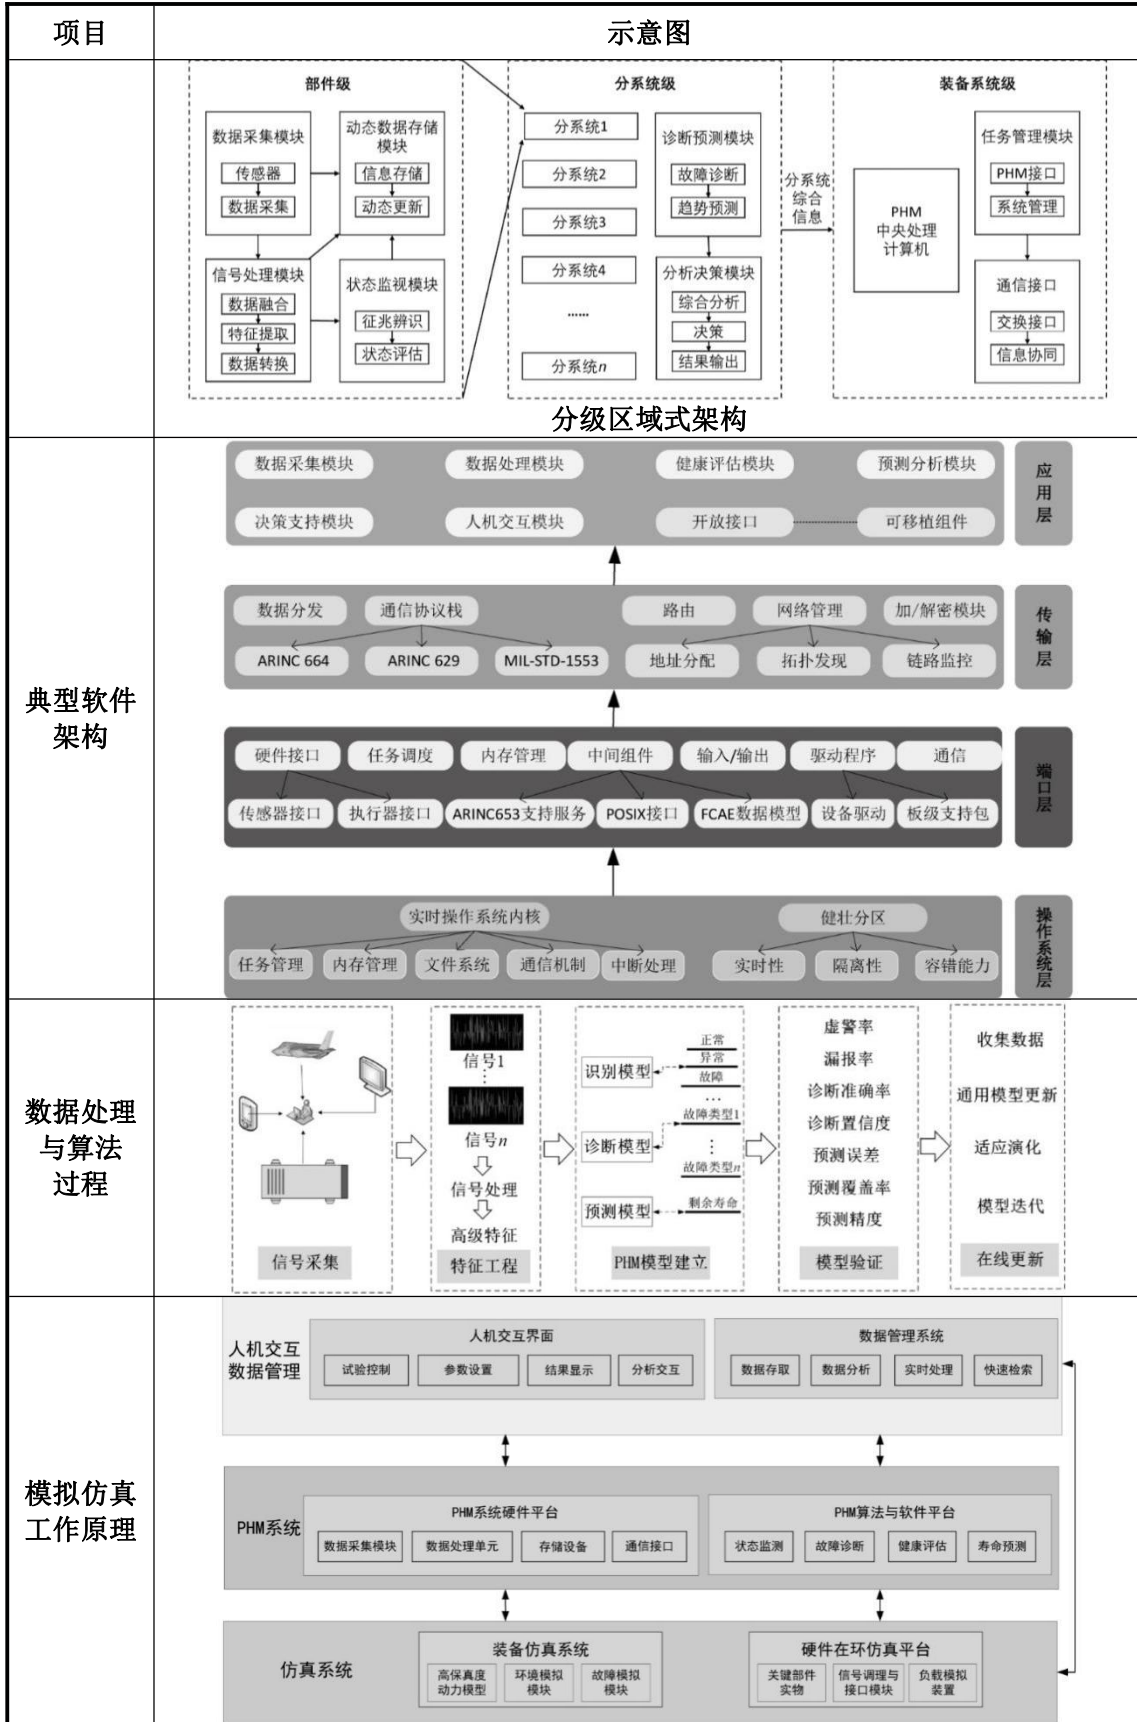 项目
示意图
部件级
数据采集模块
传感器
数据采集
动态数据存储
模块
信息存储
动态更新
信号处理模块
数据融合
特征提取
数据转换
状态监视模块
征兆辨识
状态评估
分系统级
分系统1
分系统2
分系统3
分系统4
......
分系统n
诊断预测模块
故障诊断
趋势预测
分析决策模块
综合分析
决策
结果输出
分系统
综合
信息
装备系统级
PHM
中央处理
计算机
任务管理模块
PHM接口
系统管理
通信接口
交换接口
信息协同
分级区域式架构
典型软件
架构
数据采集模块
数据处理模块
健康评估模块
预测分析模块
决策支持模块
人机交互模块
开放接口
可移植组件
应用层
数据分发
通信协议栈
路由
网络管理
加/解密模块
ARINC 664
ARINC 629
MIL-STD-1553
地址分配
拓扑发现
链路监控
传输层
硬件接口
任务调度
内存管理
中间组件
输入/输出
驱动程序
通信
传感器接口
执行器接口
ARINC653支持服务
POSIX接口
FCAE数据模型
设备驱动
板级支持包
端口层
实时操作系统内核
健壮分区
任务管理
内存管理
文件系统
通信机制
中断处理
实时性
隔离性
容错能力
操作系统层
数据处理
与算法
过程
信号采集
信号1
⋮
信号n
信号处理
高级特征
特征工程
识别模型
正常
异常
故障
...
诊断模型
故障类型1
⋮
故障类型n
预测模型
剩余寿命
PHM模型建立
虚警率
漏报率
诊断准确率
诊断置信度
预测误差
预测覆盖率
预测精度
模型验证
收集数据
通用模型更新
适应演化
模型迭代
在线更新
模拟仿真
工作原理
人机交互
数据管理
人机交互界面
试验控制
参数设置
结果显示
分析交互
数据管理系统
数据存取
数据分析
实时处理
快速检索
PHM系统
PHM系统硬件平台
数据采集模块
数据处理单元
存储设备
通信接口
PHM算法与软件平台
状态监测
故障诊断
健康评估
寿命预测
仿真系统
装备仿真系统
高保真度
动力模型
环境模拟
模块
故障模拟
模块
硬件在环仿真平台
关键部件
实物
信号调理与
接口模块
负载模拟
装置